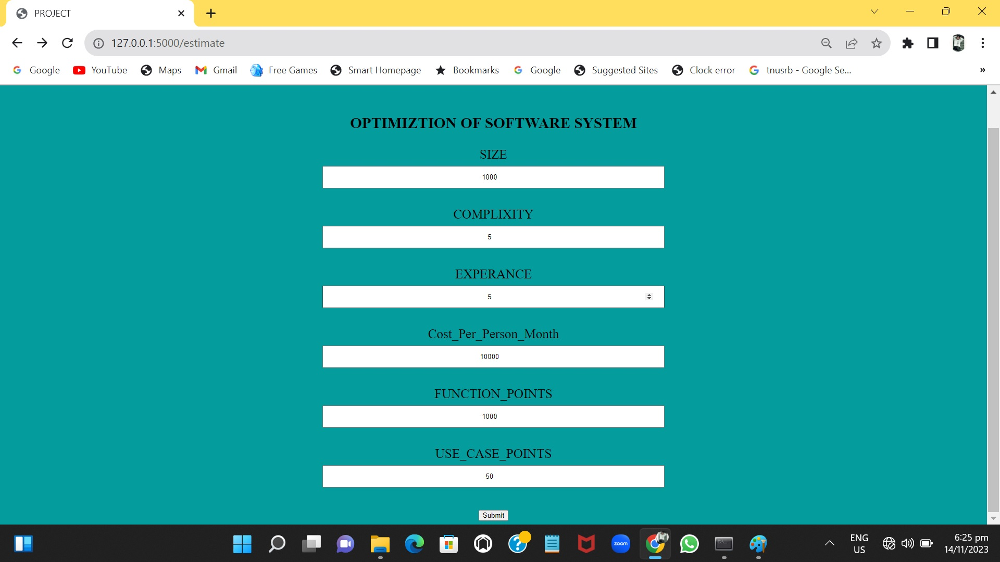 PROJECT
127.0.0.1:5000/estimate
Google YouTube Maps Gmail Free Games Smart Homepage Bookmarks Google Suggested Sites Clock error tnusrb - Google Se... »
OPTIMIZTION OF SOFTWARE SYSTEM
SIZE
1000
COMPLIXITY
5
EXPERANCE
5
Cost_Per_Person_Month
10000
FUNCTION_POINTS
1000
USE_CASE_POINTS
50
Submit
zoom
ENG
US
6:25 pm
14/11/2023